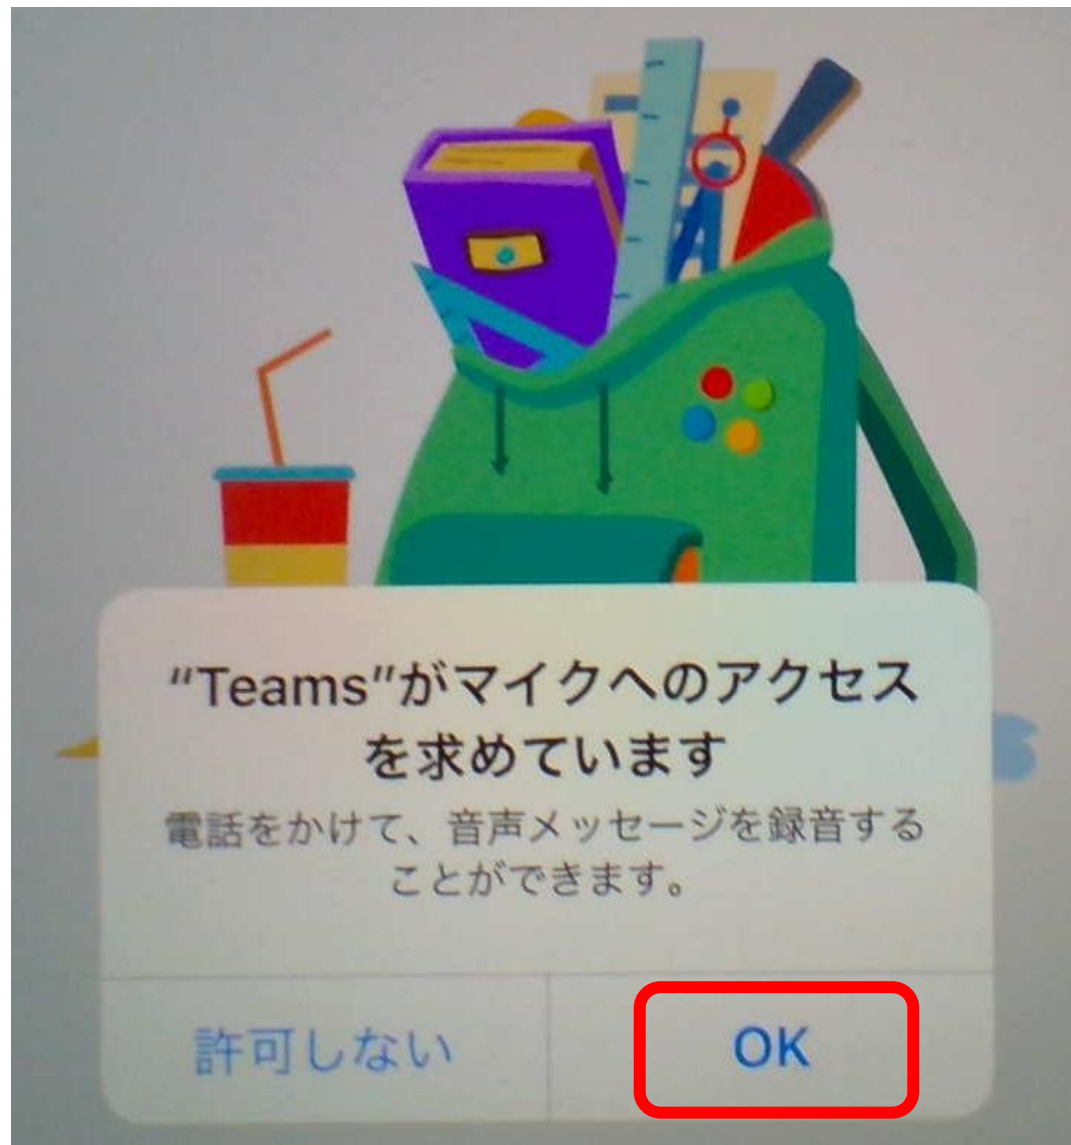 “Teams”がマイクへのアクセス
を求めています
電話をかけて、音声メッセージを録音する
ことができます。
許可しない
OK